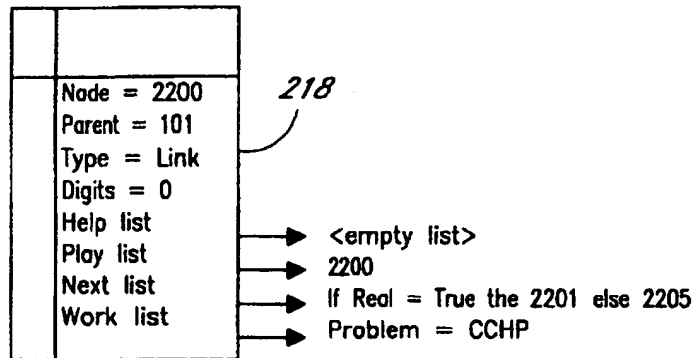 Node = 2200
218
Parent = 101
Type = Link
Digits = 0
Help list
<empty list>
Play list
2200
Next list
If Real = True the 2201 else 2205
Work list
Problem = CCHP